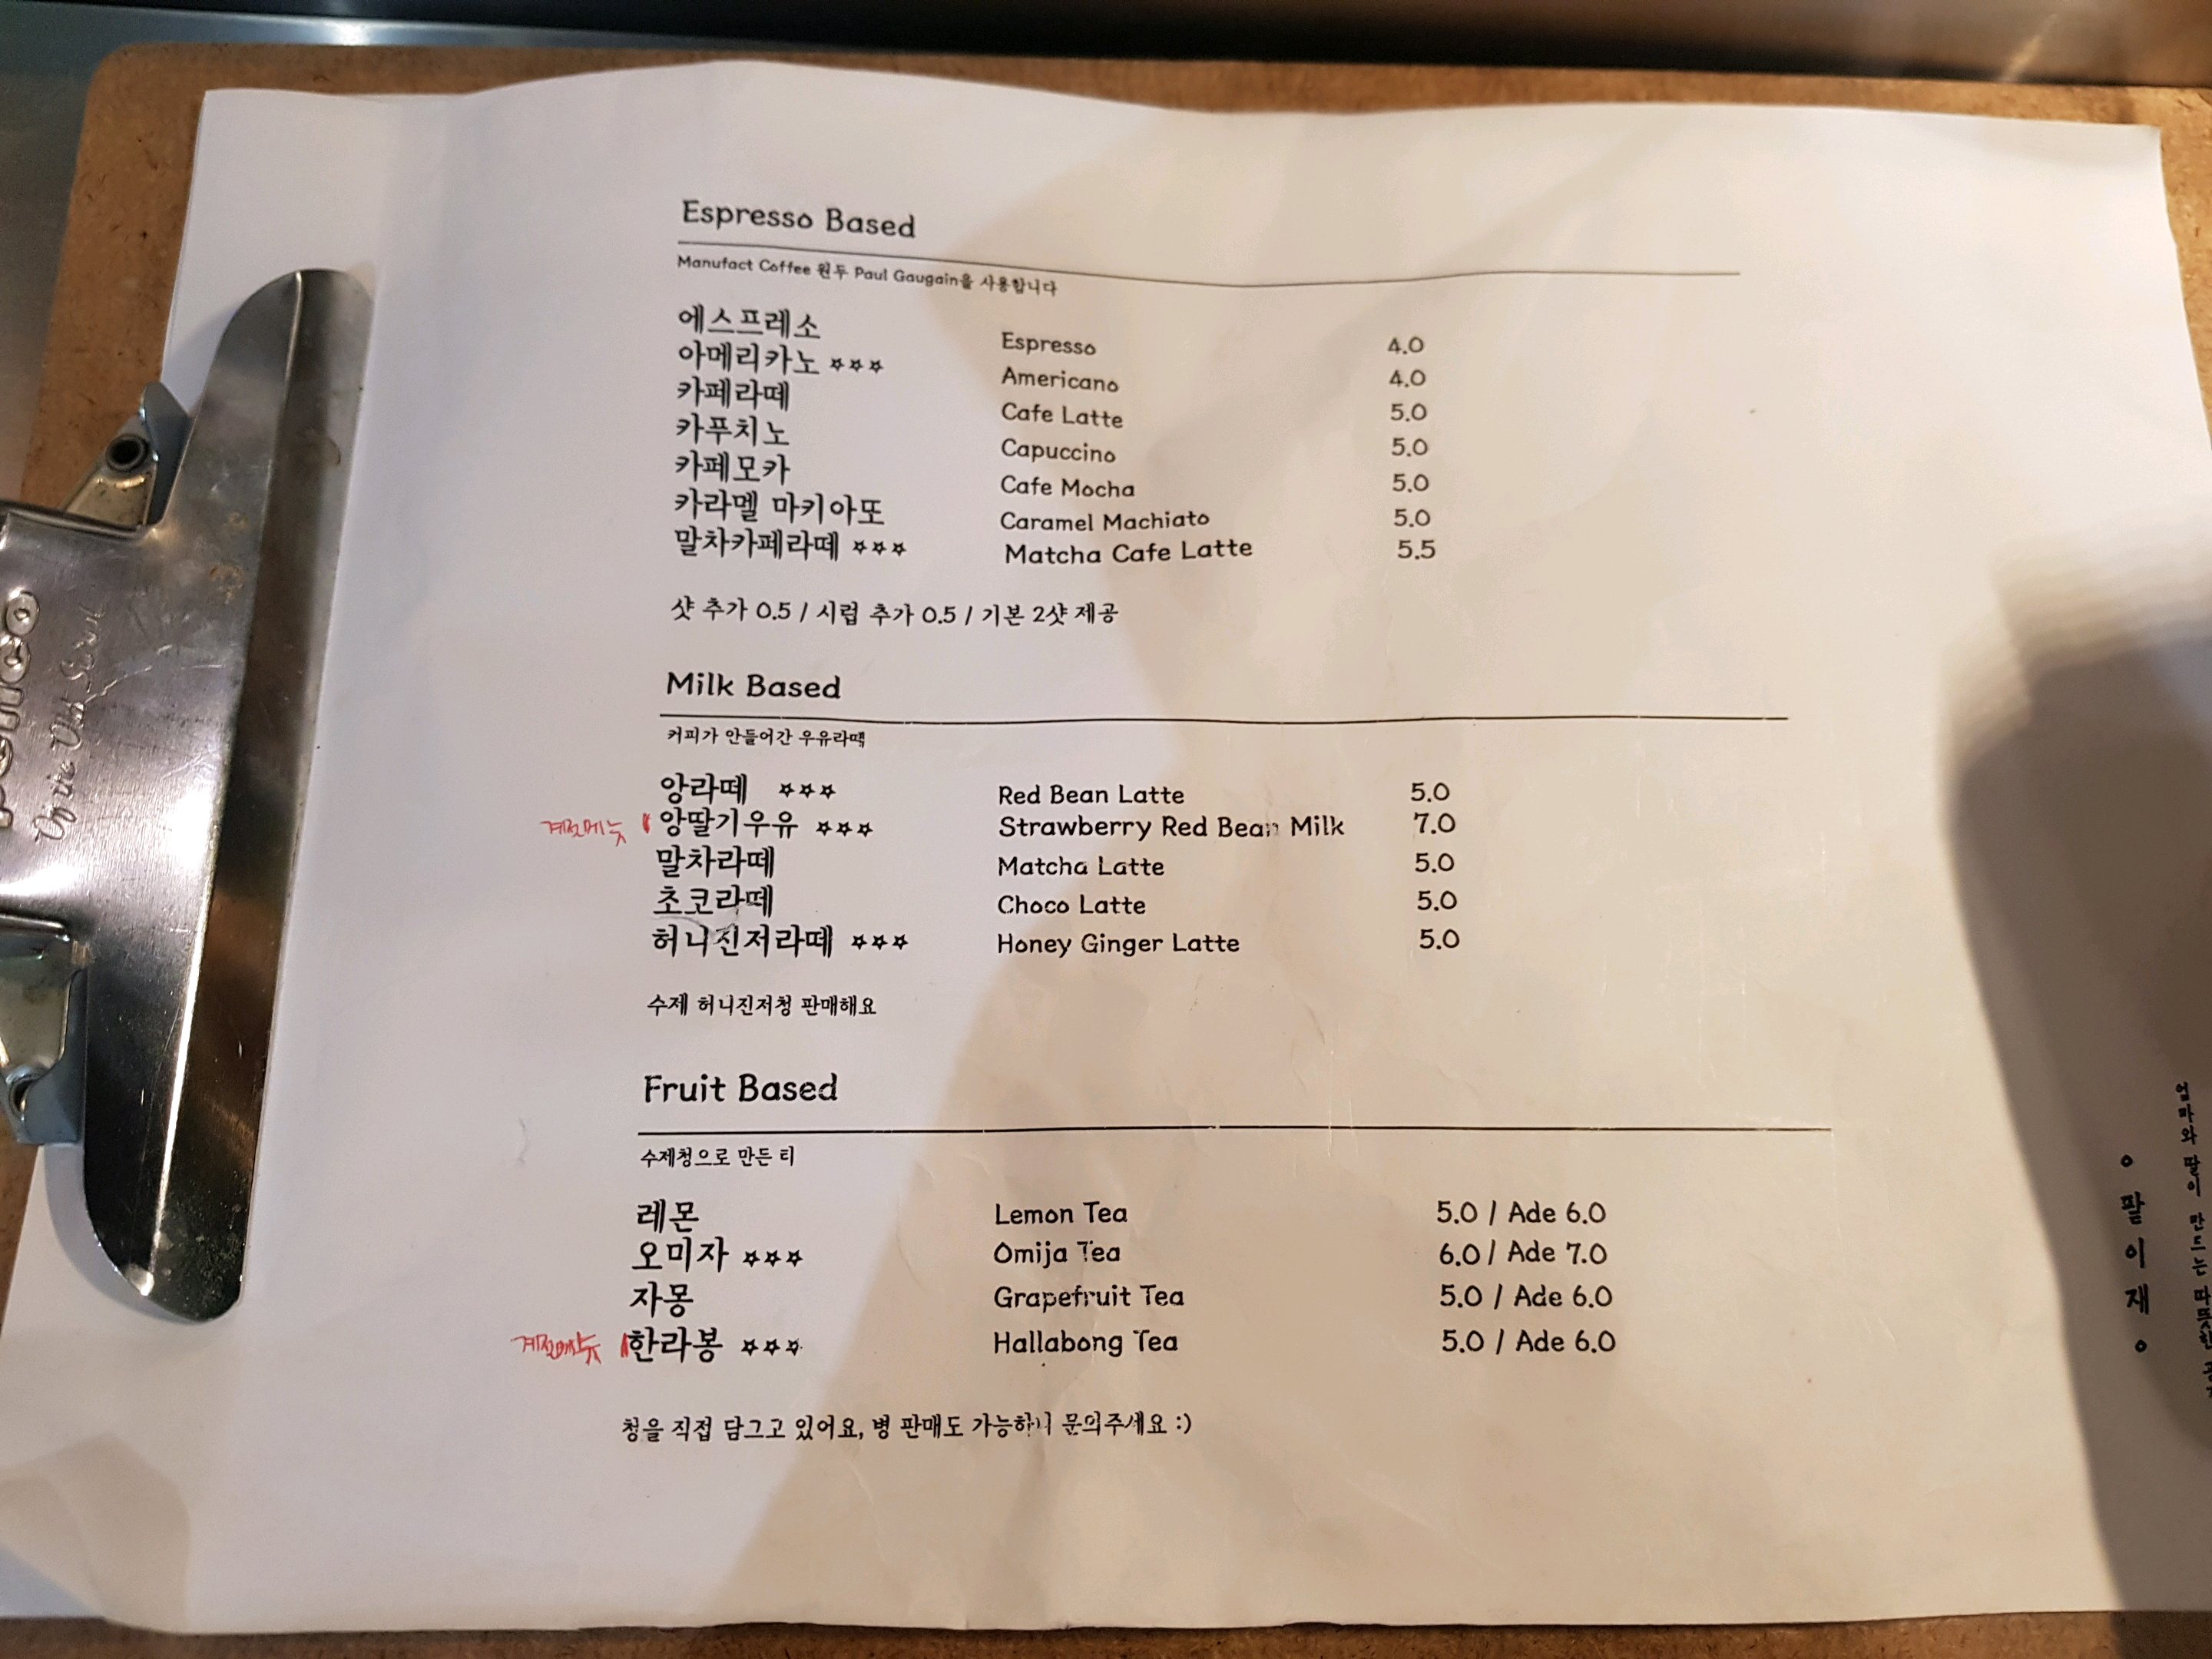 Espresso Based
Manufact Coffee 원두 Paul Gaugain을 사용합니다
에스프레소 Espresso 4.0
아메리카노 ☆☆☆ Americano 4.0
카페라떼 Cafe Latte 5.0
카푸치노 Capuccino 5.0
카페모카 Cafe Mocha 5.0
카라멜 마키아또 Caramel Machiato 5.0
말차카페라떼 ☆☆☆ Matcha Cafe Latte 5.5
샷 추가 0.5 / 시럽 추가 0.5 / 기본 2샷 제공
Milk Based
커피가 안들어간 우유라떽
앙라떼 ☆☆☆ Red Bean Latte 5.0
계절메뉴 앙딸기우유 ☆☆☆ Strawberry Red Bean Milk 7.0
말차라떼 Matcha Latte 5.0
초코라떼 Choco Latte 5.0
허니진저라떼 ☆☆☆ Honey Ginger Latte 5.0
수제 허니진저청 판매해요
Fruit Based
수제청으로 만든 티
레몬 Lemon Tea 5.0 / Ade 6.0
오미자 ☆☆☆ Omija Tea 6.0 / Ade 7.0
자몽 Grapefruit Tea 5.0 / Ade 6.0
계절메뉴 한라봉 ☆☆☆ Hallabong Tea 5.0 / Ade 6.0
청을 직접 담그고 있어요, 병 판매도 가능하니 문의주세요 :)
엄마와 딸이 만드는 따뜻한
팔이재
penco